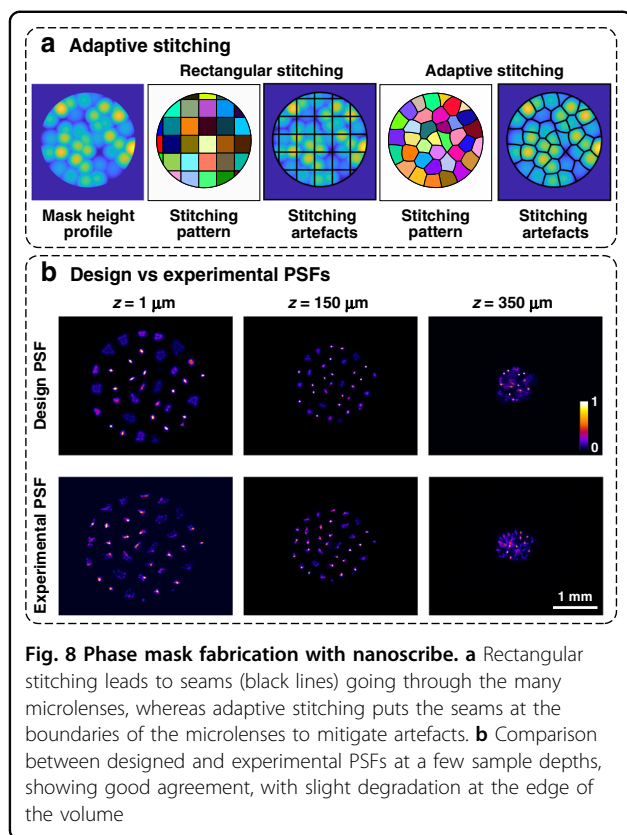 a Adaptive stitching
Rectangular stitching
Adaptive stitching
Mask height
profile
Stitching
pattern
Stitching
artefacts
Stitching
pattern
Stitching
artefacts
b Design vs experimental PSFs
z = 1 μm
z = 150 μm
z = 350 μm
Design PSF
1
0
Experimental PSF
1 mm
Fig. 8 Phase mask fabrication with nanoscribe. a Rectangular
stitching leads to seams (black lines) going through the many
microlenses, whereas adaptive stitching puts the seams at the
boundaries of the microlenses to mitigate artefacts. b Comparison
between designed and experimental PSFs at a few sample depths,
showing good agreement, with slight degradation at the edge of
the volume